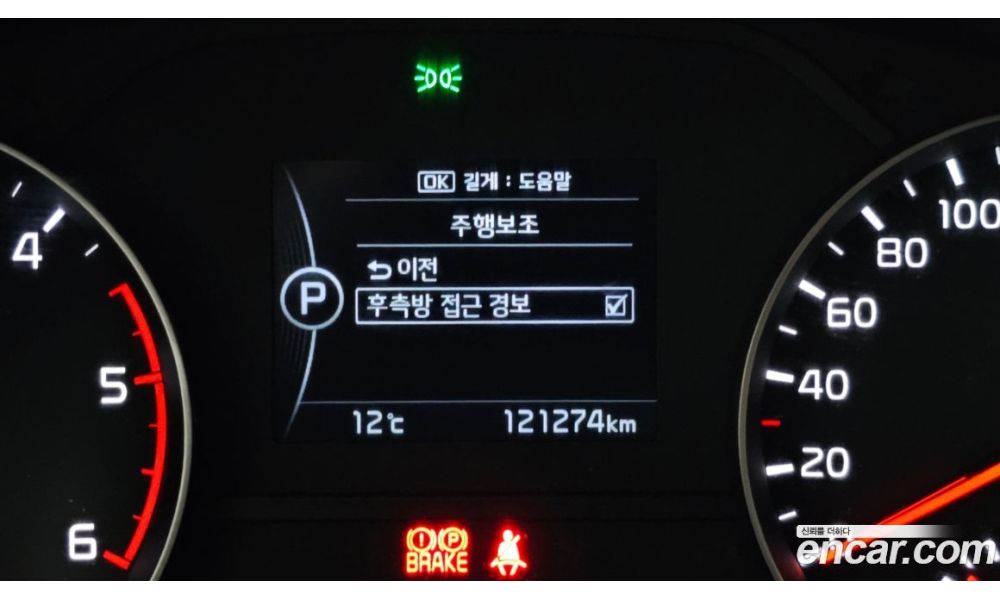 OK 길게 : 도움말
주행보조
이전
P
후측방 접근 경보
12℃ 121274km
4
5
6
100
80
60
40
20
(!) (P)
BRAKE
신뢰를 더하다
encar.com